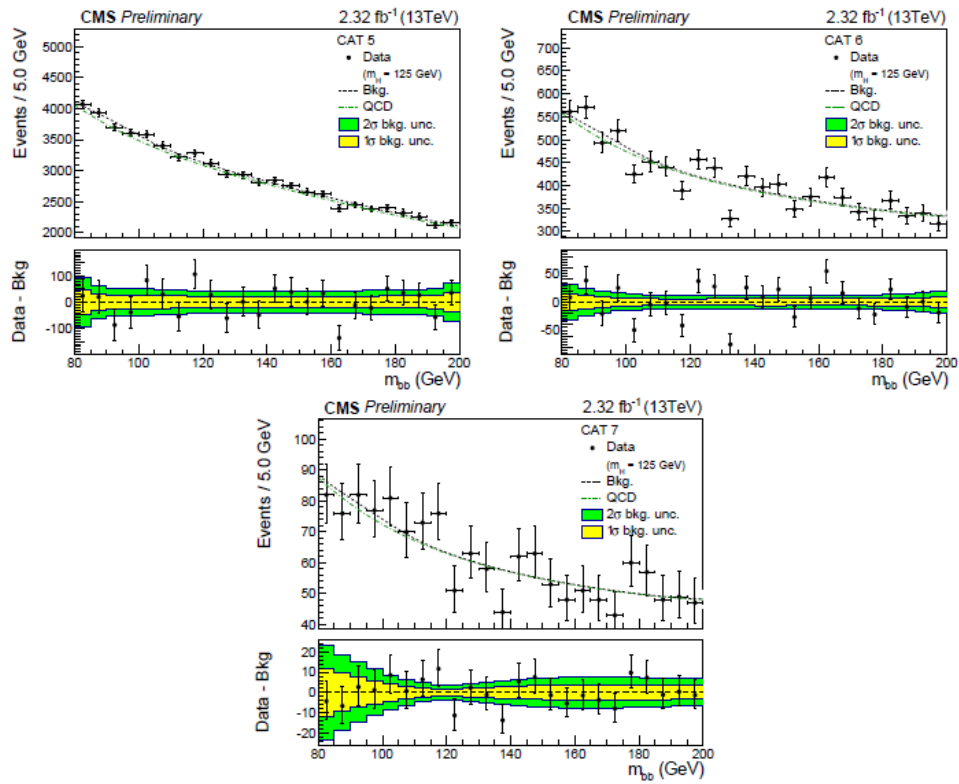 CMS Preliminary 2.32 fb⁻¹ (13TeV)
Events / 5.0 GeV
5000
4500
4000
3500
3000
2500
2000
CAT 5
Data
(m_H = 125 GeV)
Bkg.
QCD
2σ bkg. unc.
1σ bkg. unc.
Data - Bkg
100
0
-100
80 100 120 140 160 180 200
m_bb (GeV)
CMS Preliminary 2.32 fb⁻¹ (13TeV)
Events / 5.0 GeV
700
650
600
550
500
450
400
350
300
CAT 6
Data
(m_H = 125 GeV)
Bkg.
QCD
2σ bkg. unc.
1σ bkg. unc.
Data - Bkg
50
0
-50
80 100 120 140 160 180 200
m_bb (GeV)
CMS Preliminary 2.32 fb⁻¹ (13TeV)
Events / 5.0 GeV
100
90
80
70
60
50
40
CAT 7
Data
(m_H = 125 GeV)
Bkg.
QCD
2σ bkg. unc.
1σ bkg. unc.
Data - Bkg
20
10
0
-10
-20
80 100 120 140 160 180 200
m_bb (GeV)